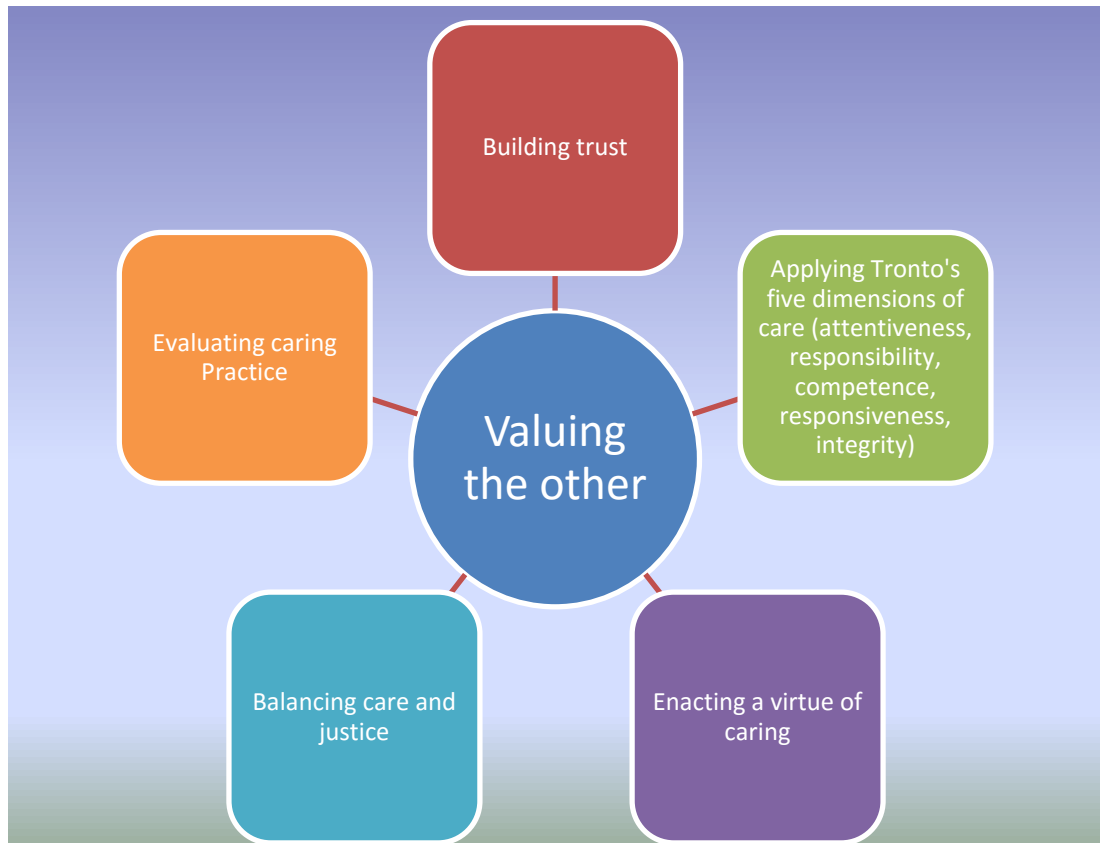 Building trust
Applying Tronto's
five dimensions of
care (attentiveness,
responsibility,
competence,
responsiveness,
integrity)
Evaluating caring
Practice
Valuing
the other
Balancing care and
justice
Enacting a virtue of
caring